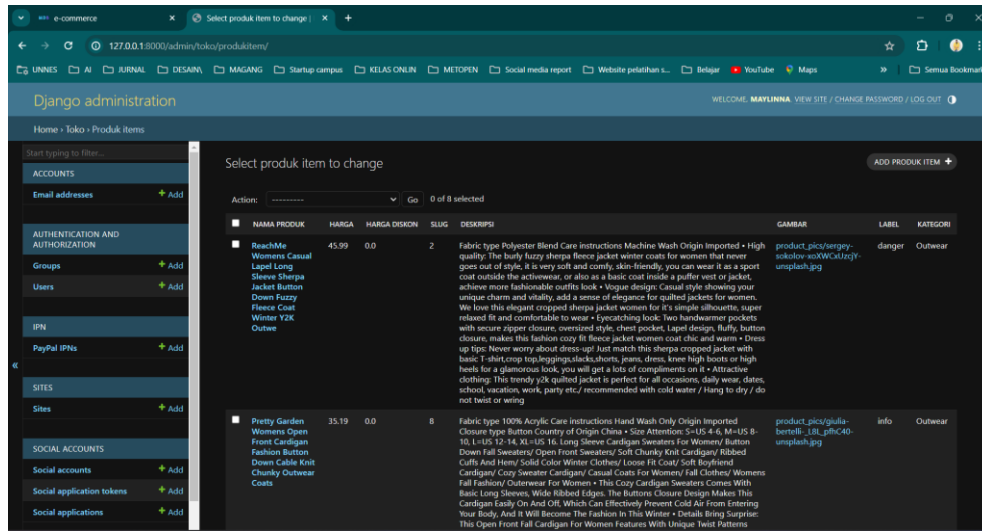 e-commerce
Select produk item to change |
127.0.0.1:8000/admin/toko/produkitem/
UNNES AI JURNAL DESAIN\ MAGANG Startup campus KELAS ONLIN METOPEN Social media report Website pelatihan s... Belajar YouTube Maps » Semua Bookmark
Django administration
WELCOME, MAYLINNA. VIEW SITE / CHANGE PASSWORD / LOG OUT
Home › Toko › Produk items
Start typing to filter...
ACCOUNTS
Email addresses + Add
AUTHENTICATION AND
AUTHORIZATION
Groups + Add
Users + Add
IPN
PayPal IPNs + Add
SITES
Sites + Add
SOCIAL ACCOUNTS
Social accounts + Add
Social application tokens + Add
Social applications + Add
«
Select produk item to change
ADD PRODUK ITEM +
Action: --------- Go 0 of 8 selected
NAMA PRODUK HARGA HARGA DISKON SLUG DESKRIPSI GAMBAR LABEL KATEGORI
ReachMe
Womens Casual
Lapel Long
Sleeve Sherpa
Jacket Button
Down Fuzzy
Fleece Coat
Winter Y2K
Outwe
45.99 0.0 2
Fabric type Polyester Blend Care instructions Machine Wash Origin Imported • High
quality: The burly fuzzy sherpa fleece jacket winter coats for women that never
goes out of style, it is very soft and comfy, skin-friendly, you can wear it as a sport
coat outside the activewear, or also as a basic coat inside a puffer vest or jacket,
achieve more fashionable outfits look • Vogue design: Casual style showing your
unique charm and vitality, add a sense of elegance for quilted jackets for women.
We love this elegant cropped sherpa jacket women for it's simple silhouette, super
relaxed fit and comfortable to wear • Eyecatching look: Two handwarmer pockets
with secure zipper closure, oversized style, chest pocket, Lapel design, fluffy, button
closure, makes this fashion cozy fit fleece jacket women coat chic and warm • Dress
up tips: Never worry about dress-up! Just match this sherpa cropped jacket with
basic T-shirt,crop top,leggings,slacks,shorts, jeans, dress, knee high boots or high
heels for a glamorous look, you will get a lots of compliments on it • Attractive
clothing: This trendy y2k quilted jacket is perfect for all occasions, daily wear, dates,
school, vacation, work, party etc./ recommended with cold water / Hang to dry / do
not twist or wring
product_pics/sergey-
sokolov-xoXWCxUzcjY-
unsplash.jpg
danger Outwear
Pretty Garden
Womens Open
Front Cardigan
Fashion Button
Down Cable Knit
Chunky Outwear
Coats
35.19 0.0 8
Fabric type 100% Acrylic Care instructions Hand Wash Only Origin Imported
Closure type Button Country of Origin China • Size Attention: S=US 4-6, M=US 8-
10, L=US 12-14, XL=US 16. Long Sleeve Cardigan Sweaters For Women/ Button
Down Fall Sweaters/ Open Front Sweaters/ Soft Chunky Knit Cardigan/ Ribbed
Cuffs And Hem/ Solid Color Winter Clothes/ Loose Fit Coat/ Soft Boyfriend
Cardigan/ Cozy Sweater Cardigan/ Casual Coats For Women/ Fall Clothes/ Womens
Fall Fashion/ Outerwear For Women • This Cozy Cardigan Sweaters Comes With
Basic Long Sleeves, Wide Ribbed Edges. The Buttons Closure Design Makes This
Cardigan Easily On And Off, Which Can Effectively Prevent Cold Air From Entering
Your Body, And It Will Become The Fashion In This Winter • Details Bring Surprise:
This Open Front Fall Cardigan For Women Features With Unique Twist Patterns
product_pics/giulia-
bertelli-_L8L_pfhC40-
unsplash.jpg
info Outwear